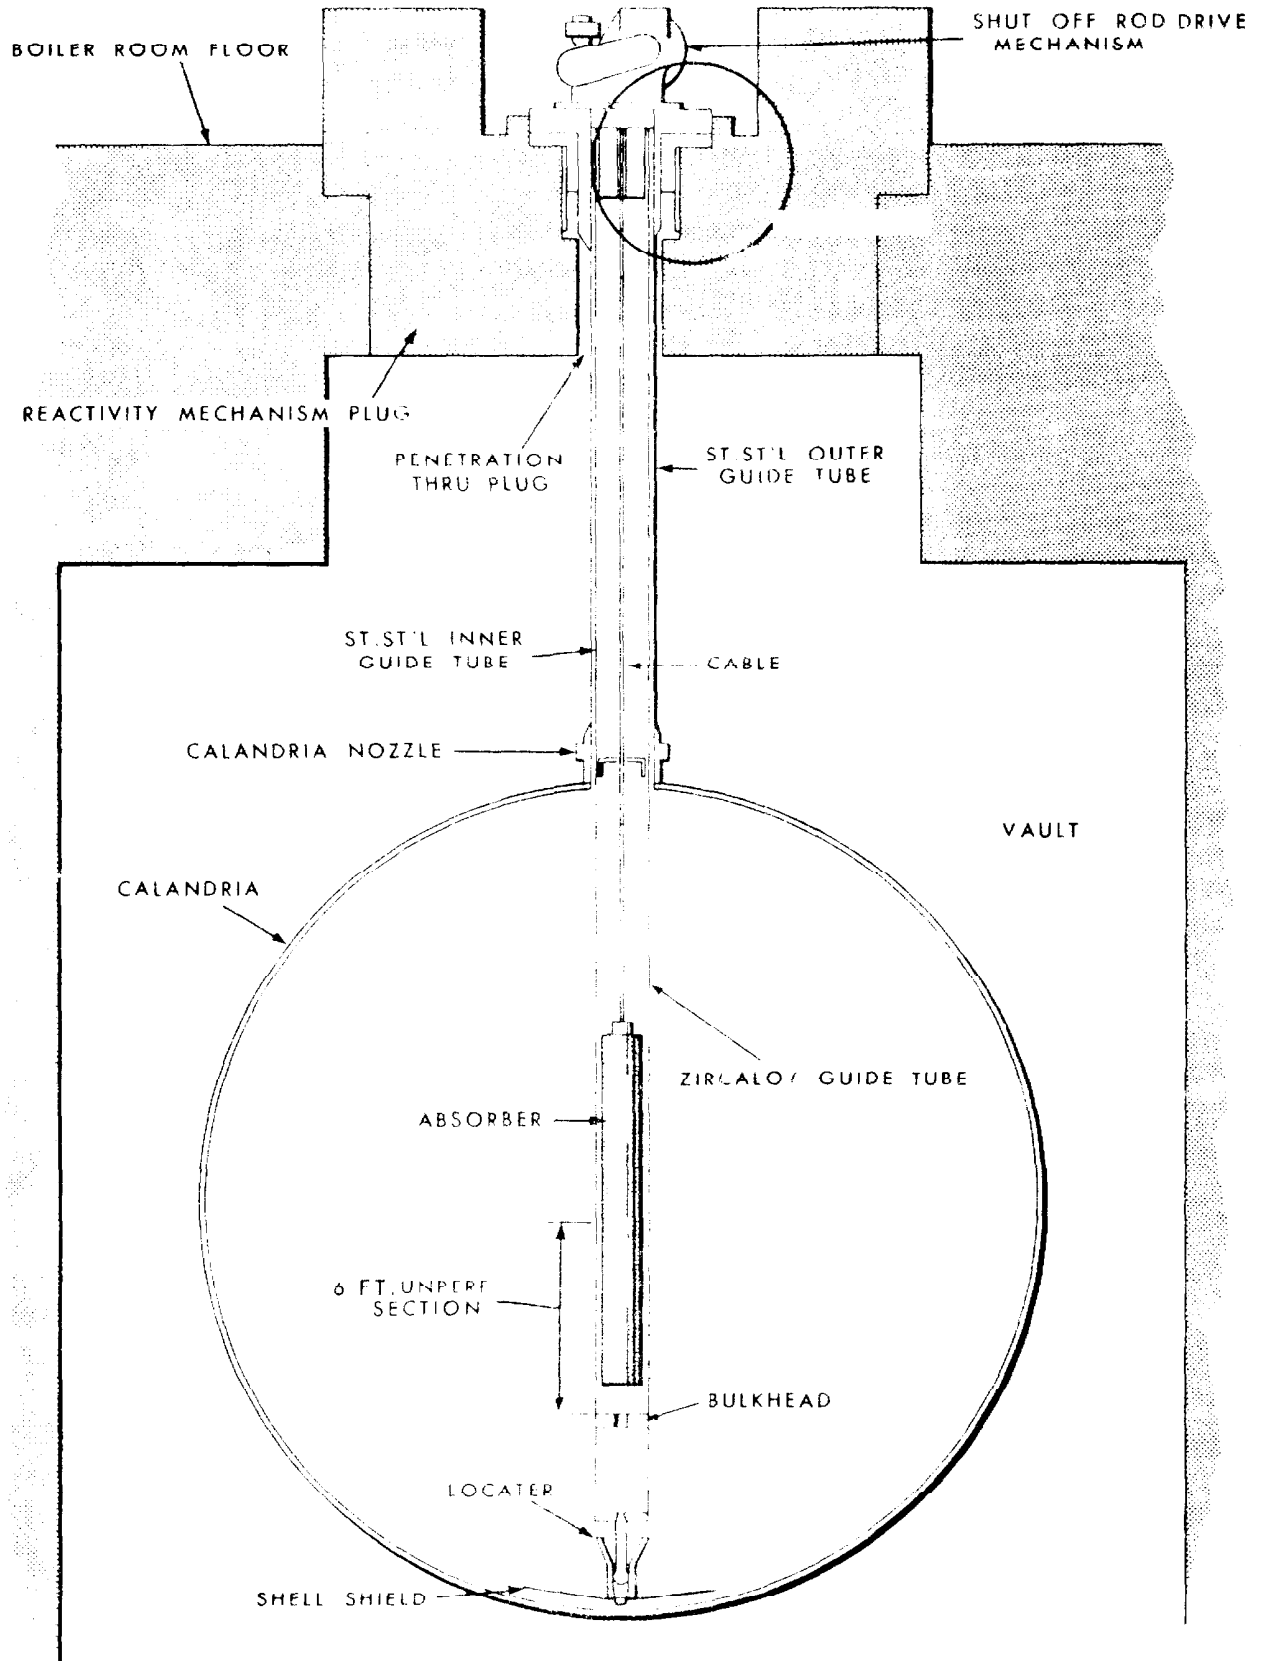 SHUT OFF ROD DRIVE
MECHANISM
BOILER ROOM FLOOR
REACTIVITY MECHANISM PLUG
PENETRATION
THRU PLUG
ST.ST'L OUTER
GUIDE TUBE
ST.ST'L INNER
GUIDE TUBE
CABLE
CALANDRIA NOZZLE
VAULT
CALANDRIA
ZIRCALOY GUIDE TUBE
ABSORBER
6 FT. UNPERF
SECTION
BULKHEAD
LOCATER
SHELL SHIELD